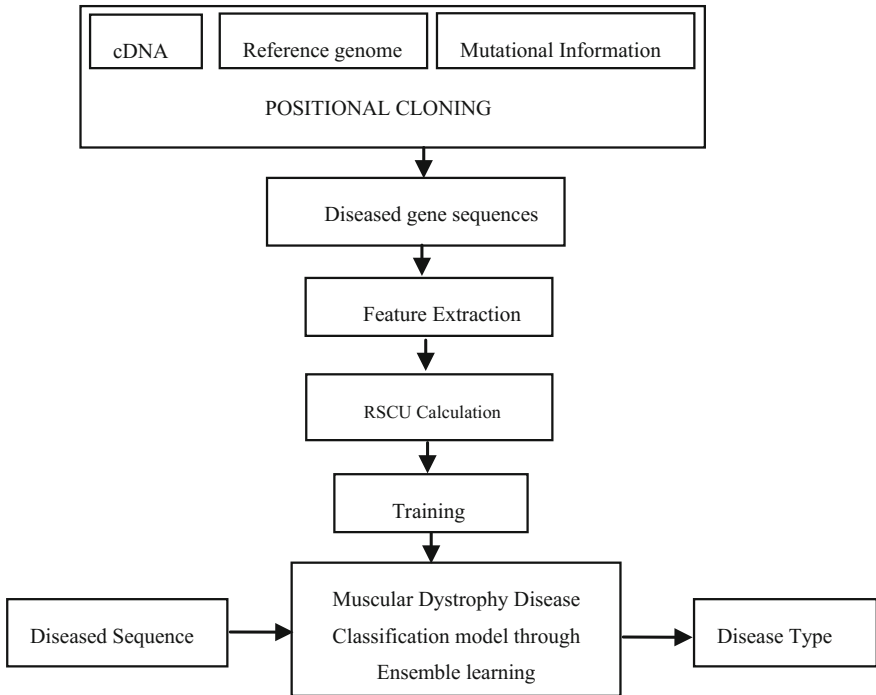 cDNA
Reference genome
Mutational Information
POSITIONAL CLONING
Diseased gene sequences
Feature Extraction
RSCU Calculation
Training
Muscular Dystrophy Disease
Classification model through
Ensemble learning
Diseased Sequence
Disease Type